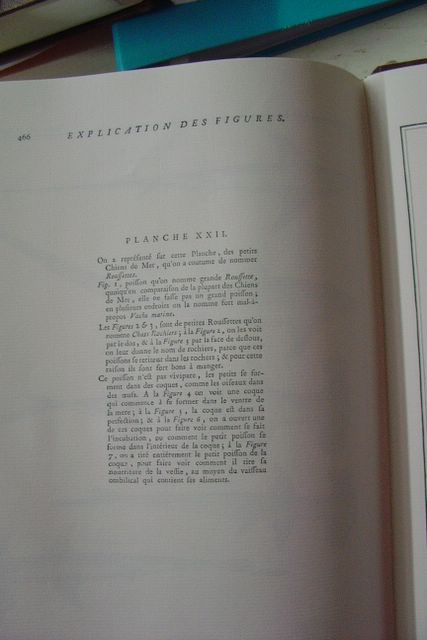 466
EXPLICATION DES FIGURES.
PLANCHE XXII.
On a représenté sur cette Planche, des petits
Chiens de Mer, qu'on a coutume de nommer
Roussettes.
Fig. 1, poisson qu'on nomme grande Roussette,
quoiqu'en comparaison de la plupart des Chiens
de Mer, elle ne fasse pas un grand poisson;
en plusieurs endroits on la nomme fort mal-à-
propos Vache marine.
Les Figures 2 & 3, sont de petites Roussettes qu'on
nomme Chats Rochiers; à la Figure 2, on les voit
par le dos, & à la Figure 3 par la face de dessous,
on leur donne le nom de rochiers, parce que ces
poissons se retirent dans les rochers; & pour cette
raison ils sont fort bons à manger.
Ce poisson n'est pas vivipare, les petits se for-
ment dans des coques, comme les oiseaux dans
des œufs. A la Figure 4 on voit une coque
qui commence à se former dans le ventre de
la mere; à la Figure 5, la coque est dans sa
perfection; & à la Figure 6, on a ouvert une
de ces coques pour faire voir comment se fait
l'incubation, ou comment le petit poisson se
forme dans l'intérieur de la coque; à la Figure
7, on a tiré entiérement le petit poisson de la
coque, pour faire voir comment il tire sa
nourriture de la vessie, au moyen du vaisseau
ombilical qui contient ses aliments.